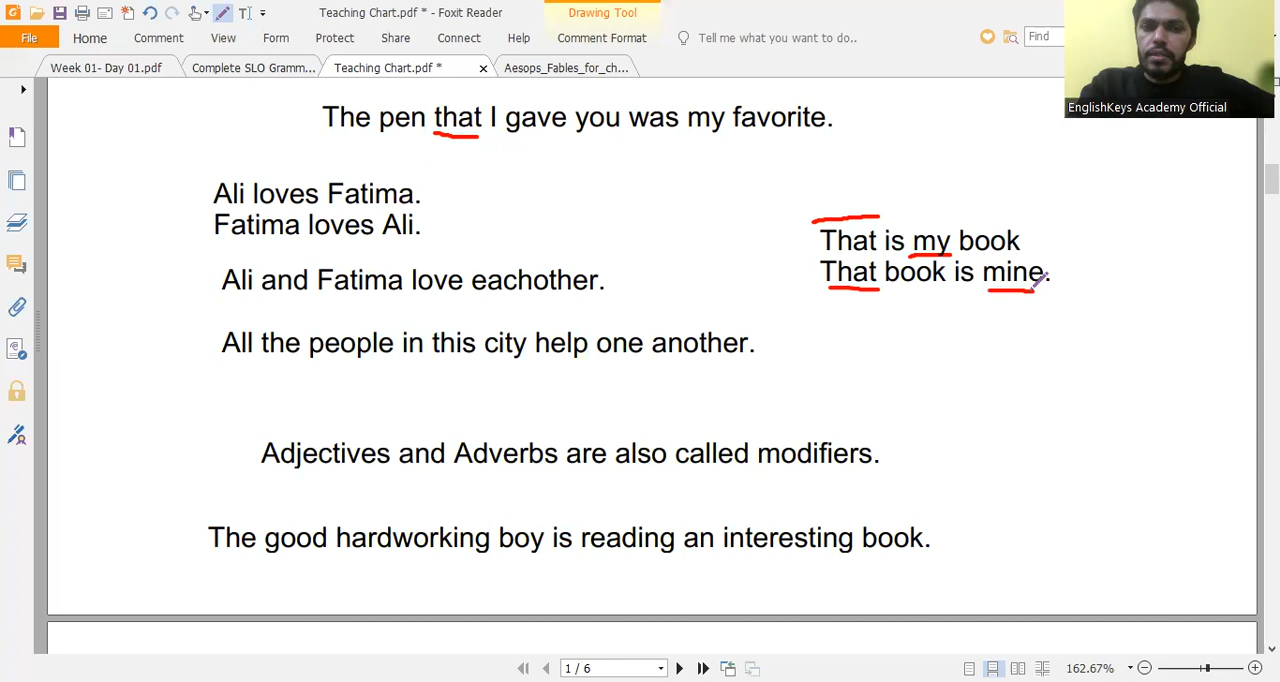 Teaching Chart.pdf * - Foxit Reader
Drawing Tool
File Home Comment View Form Protect Share Connect Help Comment Format Tell me what you want to do.. Find
Week 01- Day 01.pdf Complete SLO Gramm... Teaching Chart.pdf * Aesops_Fables_for_ch...
EnglishKeys Academy Official
The pen that I gave you was my favorite.
Ali loves Fatima.
Fatima loves Ali.
That is my book
That book is mine.
Ali and Fatima love eachother.
All the people in this city help one another.
Adjectives and Adverbs are also called modifiers.
The good hardworking boy is reading an interesting book.
1 / 6
162.67%